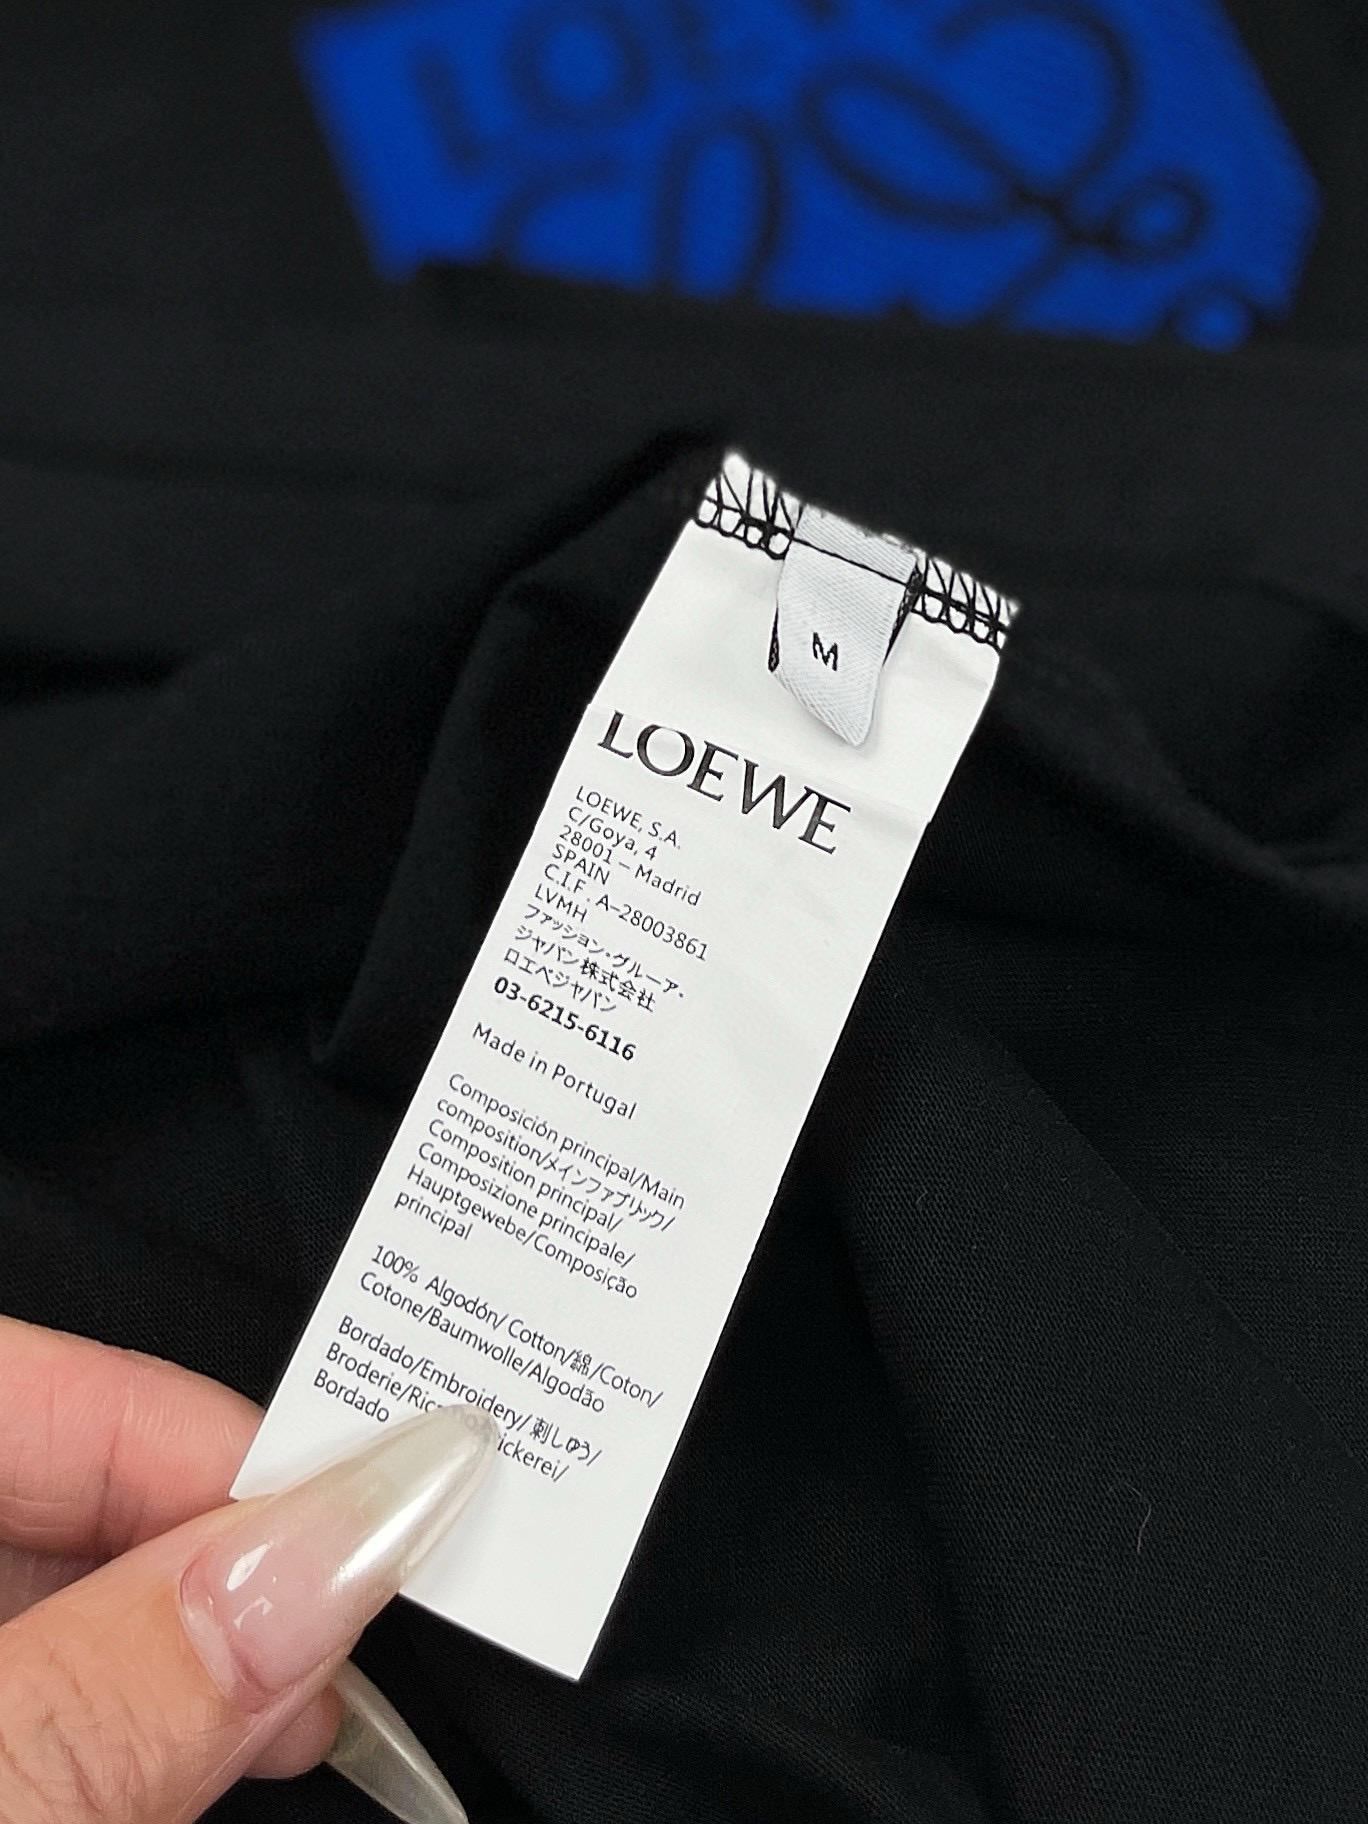 M
LOEWE
LOEWE, S.A.
C/Goya, 4
28001 – Madrid
SPAIN
C.I.F. A–28003861
LVMH
ファッション・グループ・
ジャパン株式会社
ロエベジャパン
03-6215-6116
Made in Portugal
Composición principal/Main
composition/メインファブリック/
Composition principal/
Composizione principale/
Hauptgewebe/Composição
principal
100% Algodón/ Cotton/綿/Coton/
Cotone/Baumwolle/Algodão
Bordado/Embroidery/ 刺しゅう/
Broderie/
Bordado